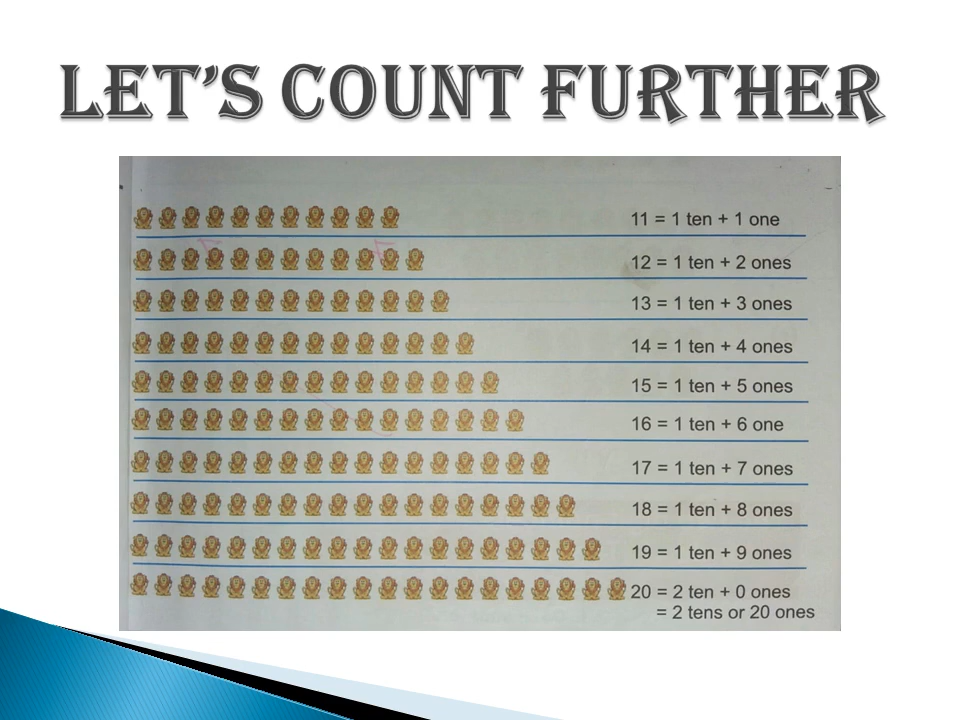 LET'S COUNT FURTHER
11 = 1 ten + 1 one
12 = 1 ten + 2 ones
13 = 1 ten + 3 ones
14 = 1 ten + 4 ones
15 = 1 ten + 5 ones
16 = 1 ten + 6 one
17 = 1 ten + 7 ones
18 = 1 ten + 8 ones
19 = 1 ten + 9 ones
20 = 2 ten + 0 ones
= 2 tens or 20 ones